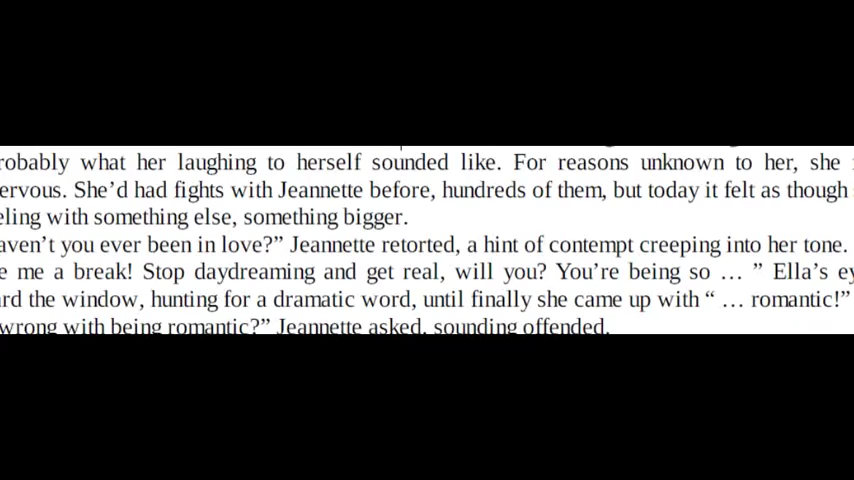 robably what her laughing to herself sounded like. For reasons unknown to her, she
ervous. She’d had fights with Jeannette before, hundreds of them, but today it felt as though
eling with something else, something bigger.
aven’t you ever been in love?” Jeannette retorted, a hint of contempt creeping into her tone.
e me a break! Stop daydreaming and get real, will you? You’re being so … ” Ella’s ey
ard the window, hunting for a dramatic word, until finally she came up with “ … romantic!”
wrong with being romantic?” Jeannette asked, sounding offended.